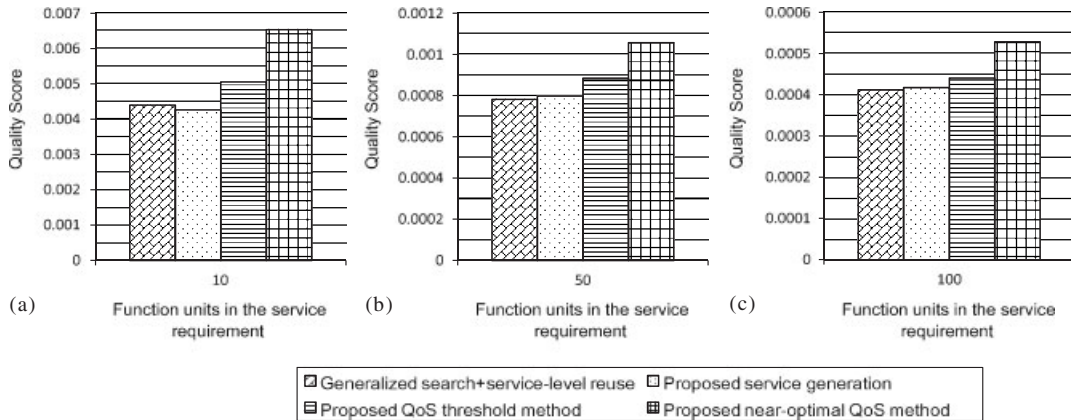 0.007
0.006
0.005
0.004
0.003
0.002
0.001
0
Quality Score
10
(a)
Function units in the service
requirement
0.0012
0.001
0.0008
0.0006
0.0004
0.0002
0
Quality Score
50
(b)
Function units in the service
requirement
0.0006
0.0005
0.0004
0.0003
0.0002
0.0001
0
Quality Score
100
(c)
Function units in the service
requirement
Generalized search+service-level reuse
Proposed service generation
Proposed QoS threshold method
Proposed near-optimal QoS method